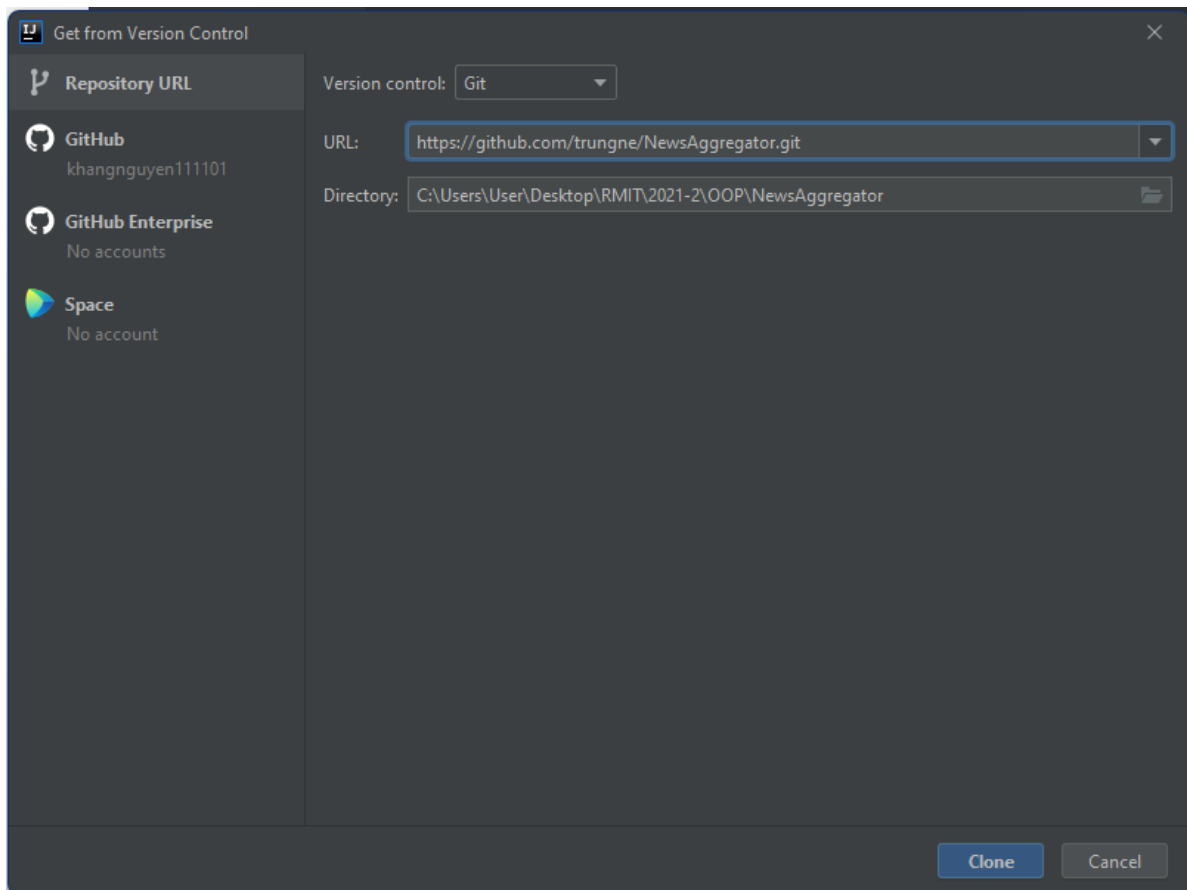 Get from Version Control
Repository URL
GitHub
khangnguyen111101
GitHub Enterprise
No accounts
Space
No account
Version control: Git
URL: https://github.com/trungne/NewsAggregator.git
Directory: C:\Users\User\Desktop\RMIT\2021-2\OOP\NewsAggregator
Clone Cancel